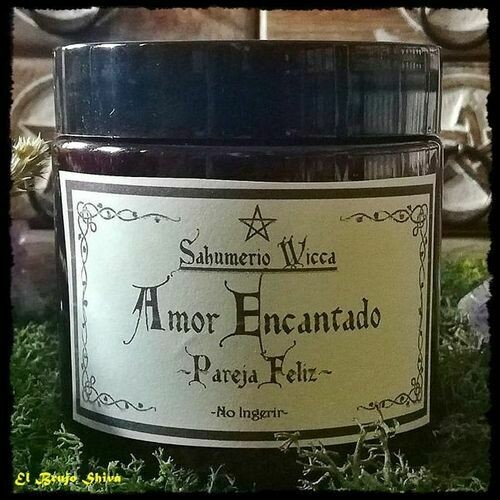 Sahumerio Wicca
Amor Encantado
~Pareja Feliz~
-No Ingerir-
El Brujo Shiva